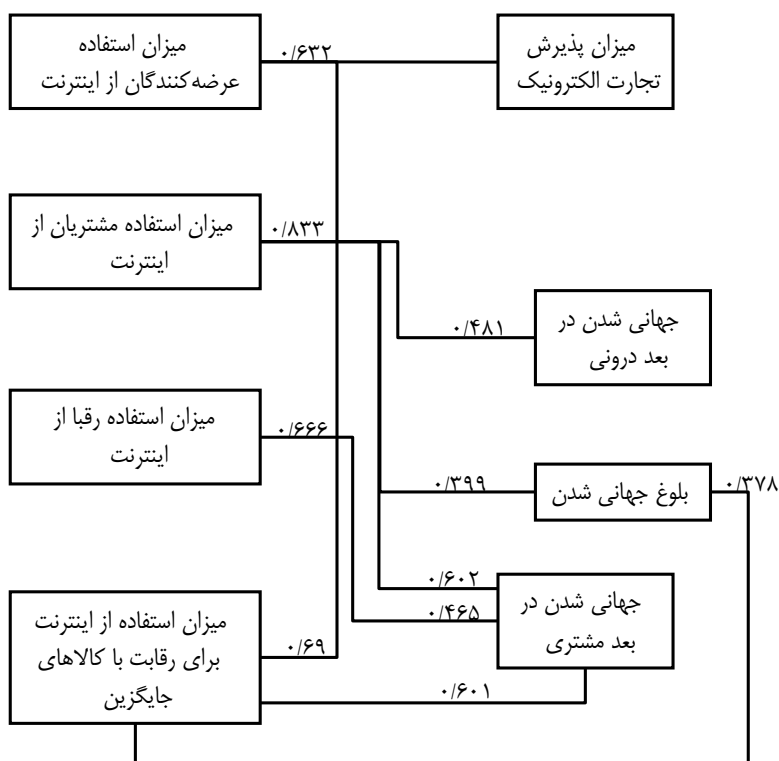 میزان استفاده
عرضه‌کنندگان از اینترنت
۰/۶۳۲
میزان پذیرش
تجارت الکترونیک
میزان استفاده مشتریان از
اینترنت
۰/۸۳۳
جهانی شدن در
بعد درونی
۰/۴۸۱
میزان استفاده رقبا از
اینترنت
۰/۶۶۶
بلوغ جهانی شدن
۰/۳۹۹
۰/۳۷۸
جهانی شدن در
بعد مشتری
۰/۶۰۲
۰/۴۶۵
میزان استفاده از اینترنت
برای رقابت با کالاهای
جایگزین
۰/۶۹
۰/۶۰۱